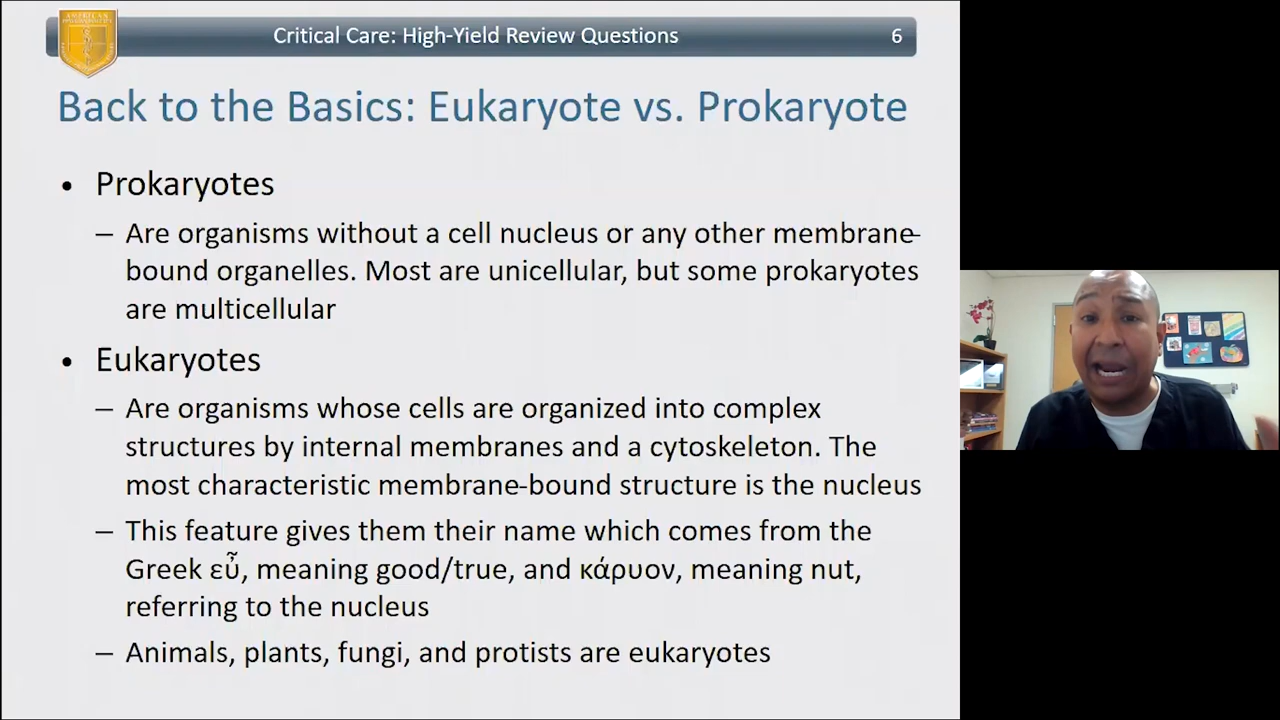 Critical Care: High-Yield Review Questions 6
Back to the Basics: Eukaryote vs. Prokaryote
• Prokaryotes
– Are organisms without a cell nucleus or any other membrane-
bound organelles. Most are unicellular, but some prokaryotes
are multicellular
• Eukaryotes
– Are organisms whose cells are organized into complex
structures by internal membranes and a cytoskeleton. The
most characteristic membrane-bound structure is the nucleus
– This feature gives them their name which comes from the
Greek εὖ, meaning good/true, and κάρυον, meaning nut,
referring to the nucleus
– Animals, plants, fungi, and protists are eukaryotes